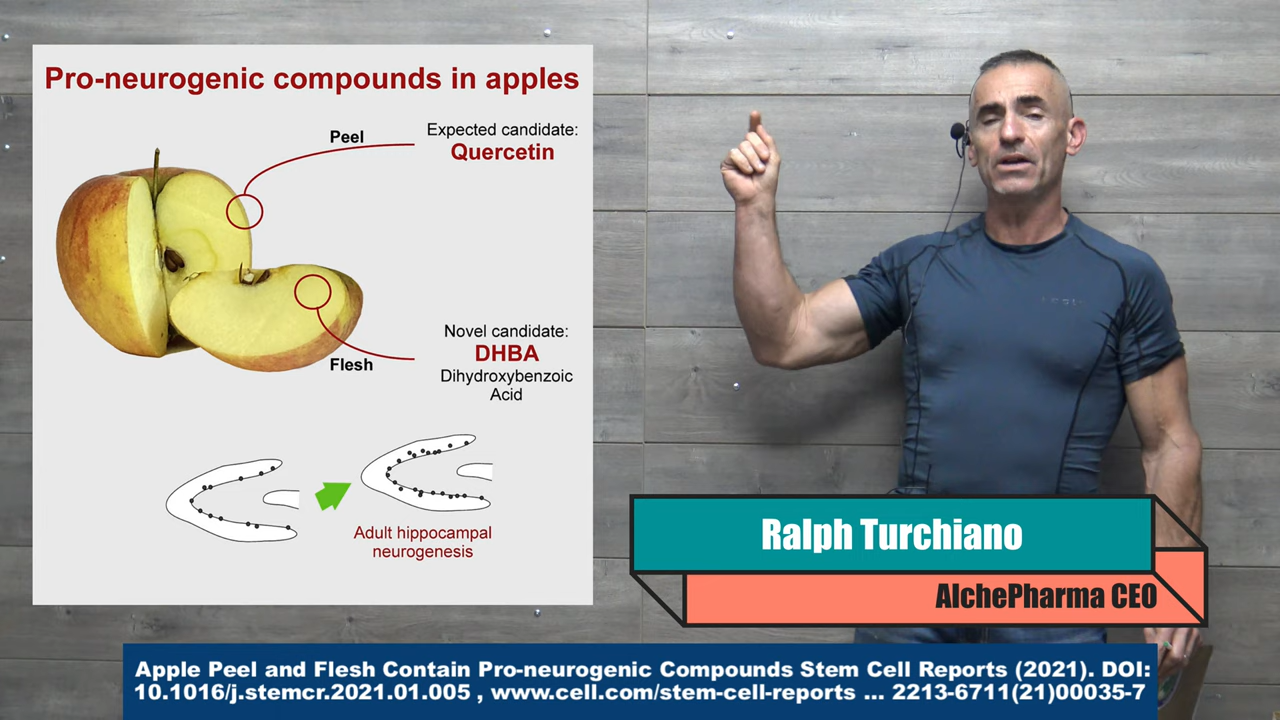 Pro-neurogenic compounds in apples
Peel
Expected candidate:
Quercetin
Flesh
Novel candidate:
DHBA
Dihydroxybenzoic
Acid
Adult hippocampal
neurogenesis
Ralph Turchiano
AlchePharma CEO
Apple Peel and Flesh Contain Pro-neurogenic Compounds Stem Cell Reports (2021). DOI:
10.1016/j.stemcr.2021.01.005 , www.cell.com/stem-cell-reports ... 2213-6711(21)00035-7